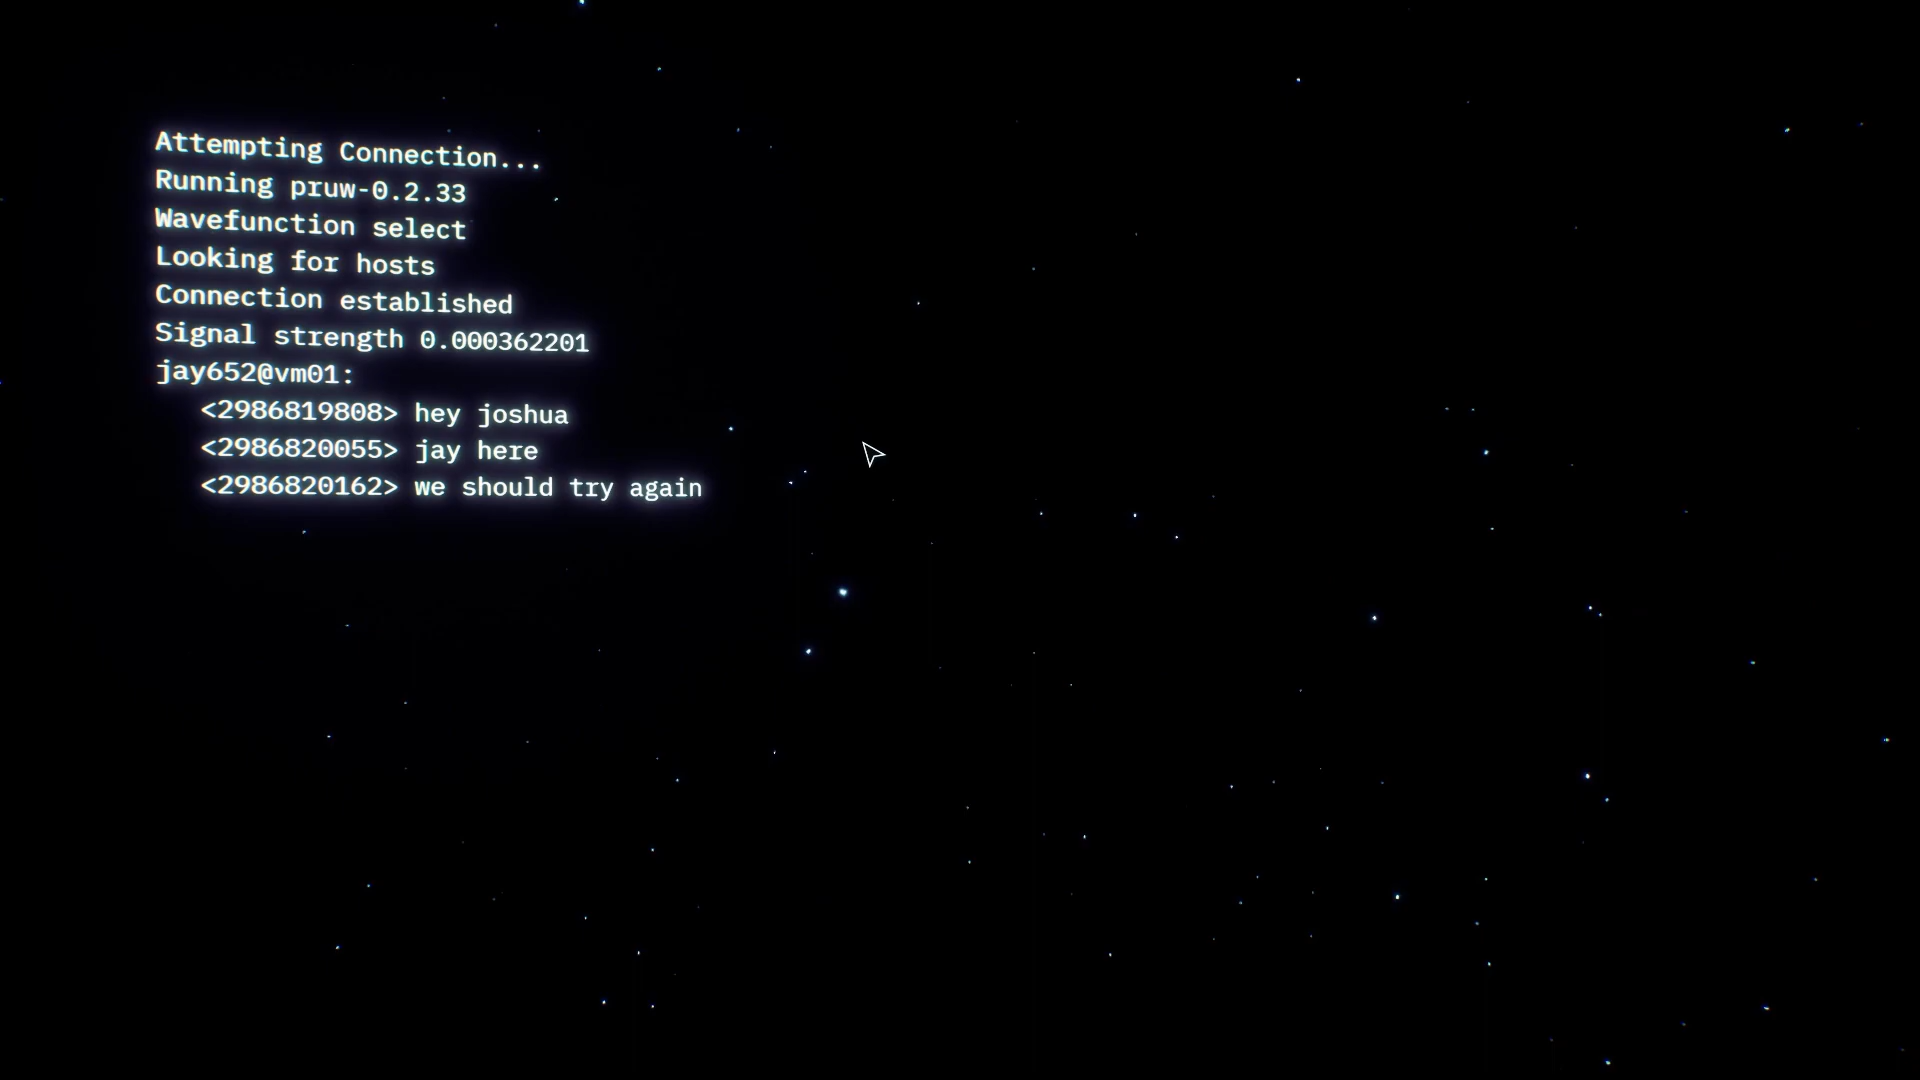 Attempting Connection...
Running pruw-0.2.33
Wavefunction select
Looking for hosts
Connection established
Signal strength 0.000362201
jay652@vm01:
<2986819808> hey joshua
<2986820055> jay here
<2986820162> we should try again